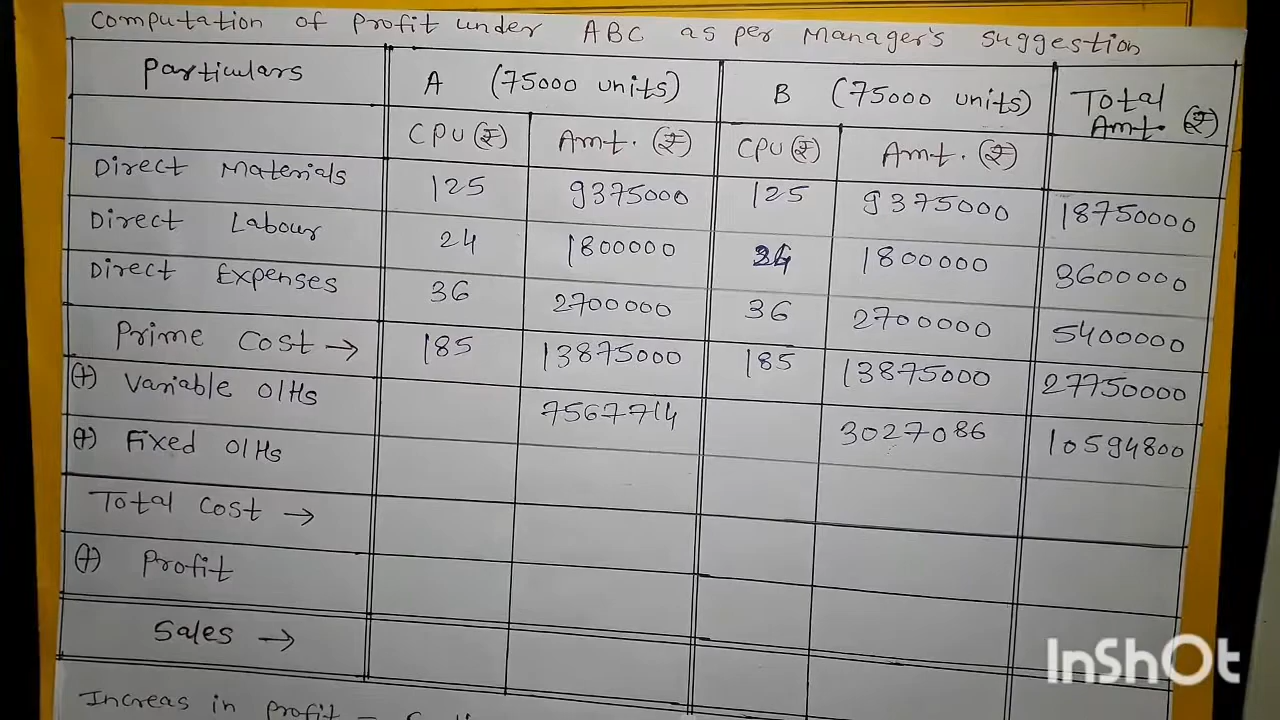 Computation of Profit under ABC as per Manager's suggestion
Particulars A (75000 units) B (75000 units) Total Amt. (₹)
CPU (₹) Amt. (₹) CPU (₹) Amt. (₹)
Direct Materials 125 9375000 125 9375000 18750000
Direct Labour 24 1800000 24 1800000 3600000
Direct Expenses 36 2700000 36 2700000 5400000
Prime Cost → 185 13875000 185 13875000 27750000
(+) Variable O/Hs 7567714 3027086 10594800
(+) Fixed O/Hs
Total Cost →
(+) Profit
Sales →
Increas in profit =
InShOt